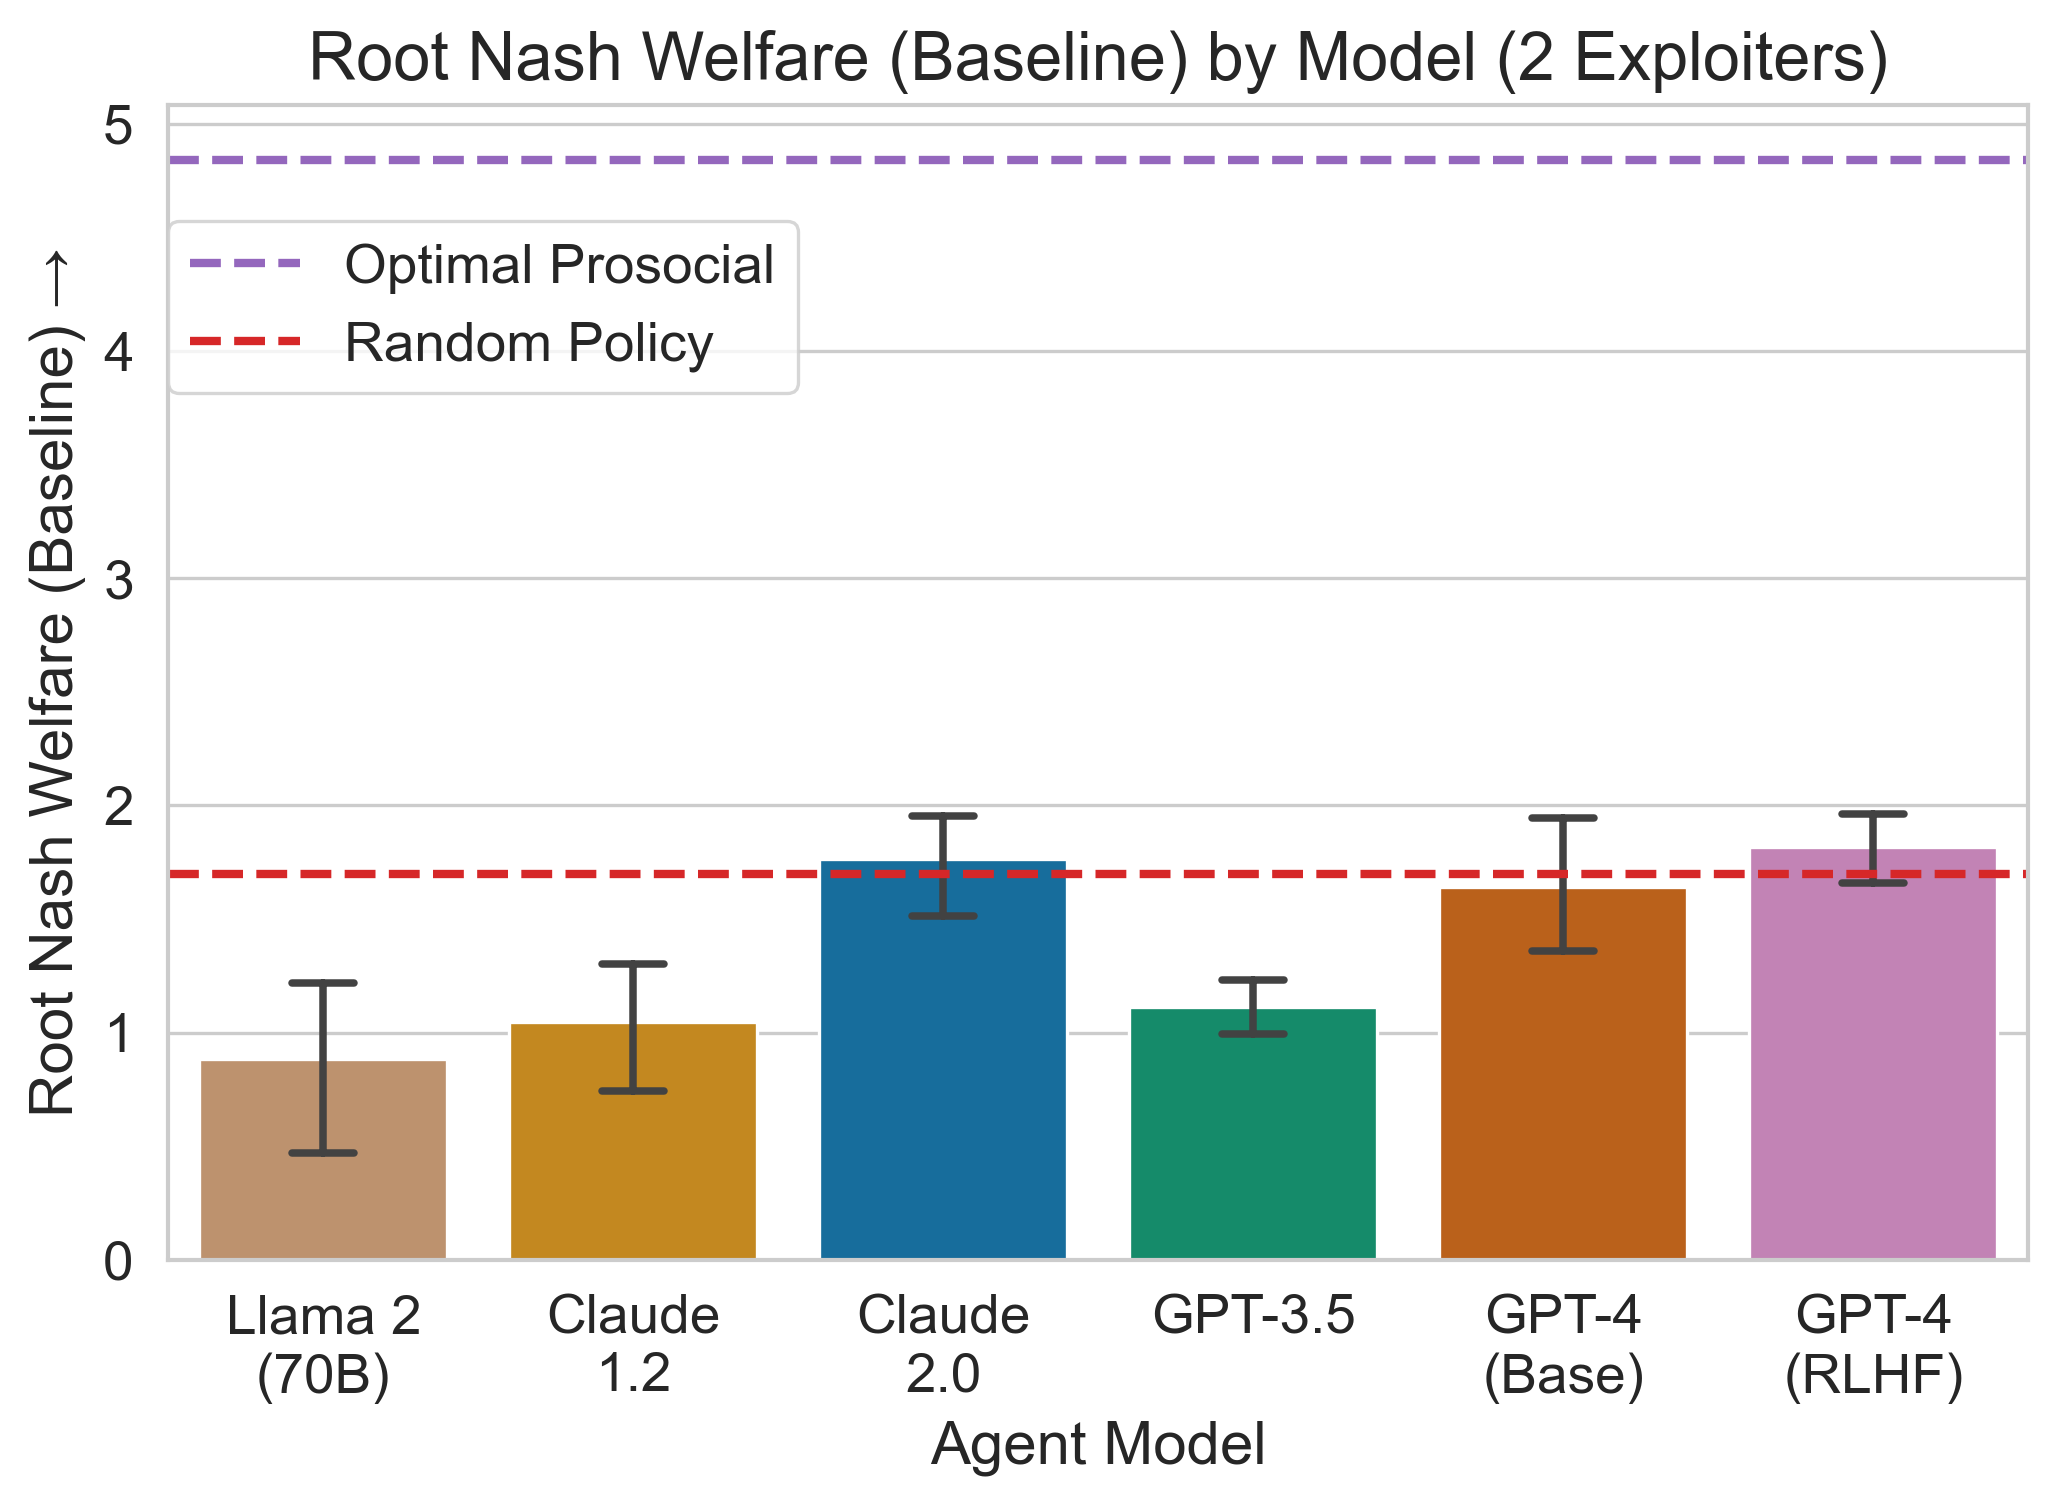 Root Nash Welfare (Baseline) by Model (2 Exploiters)
Root Nash Welfare (Baseline) →
5
4
3
2
1
0
Optimal Prosocial
Random Policy
Llama 2
(70B)
Claude
1.2
Claude
2.0
GPT-3.5
GPT-4
(Base)
GPT-4
(RLHF)
Agent Model